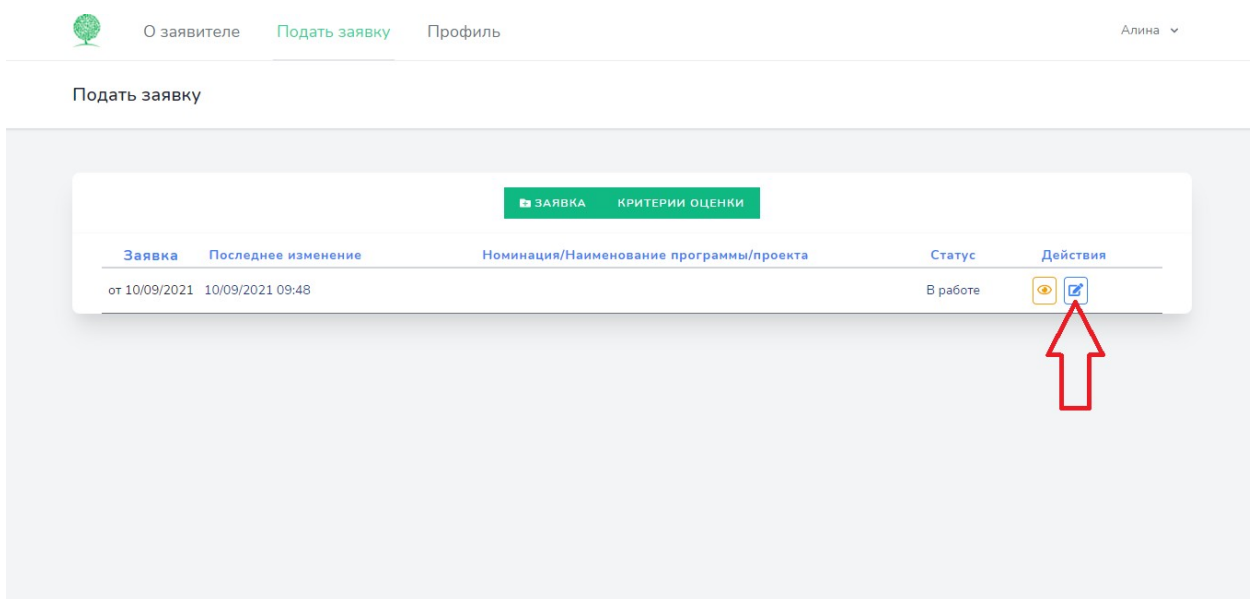 О заявителе Подать заявку Профиль Алина
Подать заявку
ЗАЯВКА КРИТЕРИИ ОЦЕНКИ
Заявка Последнее изменение Номинация/Наименование программы/проекта Статус Действия
от 10/09/2021 10/09/2021 09:48 В работе